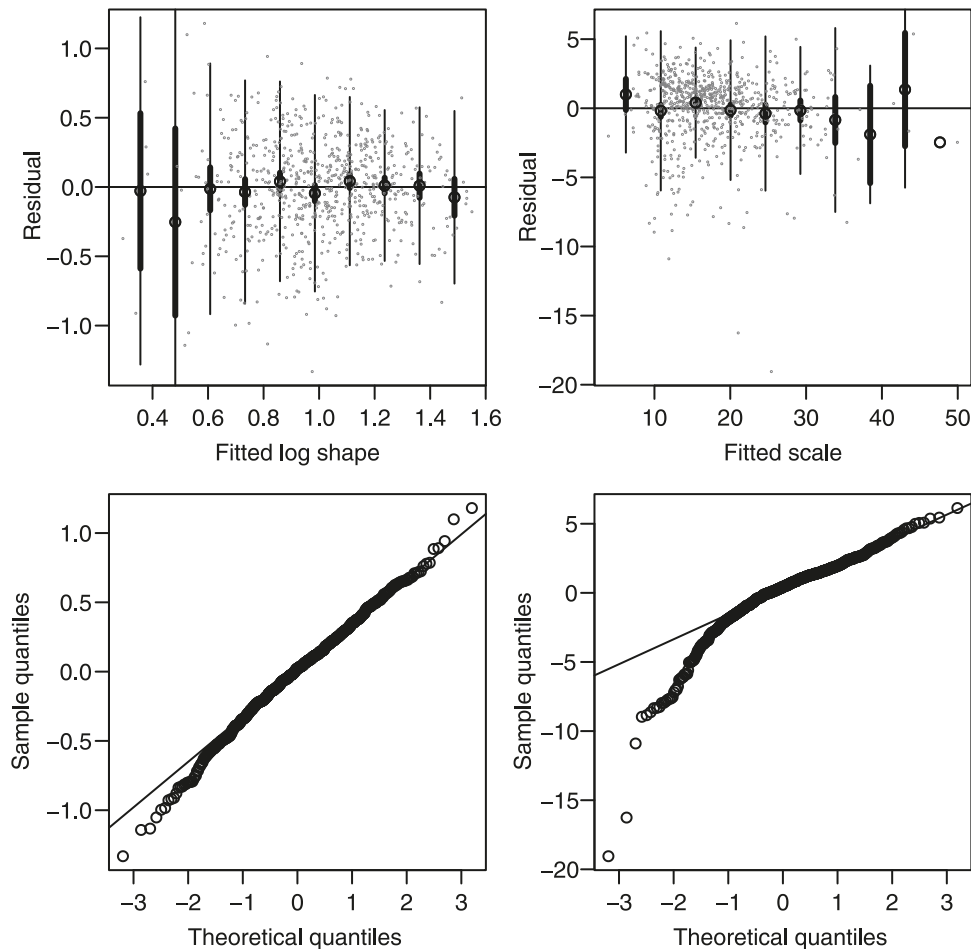 1.0
0.5
0.0
−0.5
−1.0
Residual
0.4 0.6 0.8 1.0 1.2 1.4 1.6
Fitted log shape
5
0
−5
−10
−15
−20
Residual
10 20 30 40 50
Fitted scale
1.0
0.5
0.0
−0.5
−1.0
Sample quantiles
−3 −2 −1 0 1 2 3
Theoretical quantiles
5
0
−5
−10
−15
−20
Sample quantiles
−3 −2 −1 0 1 2 3
Theoretical quantiles